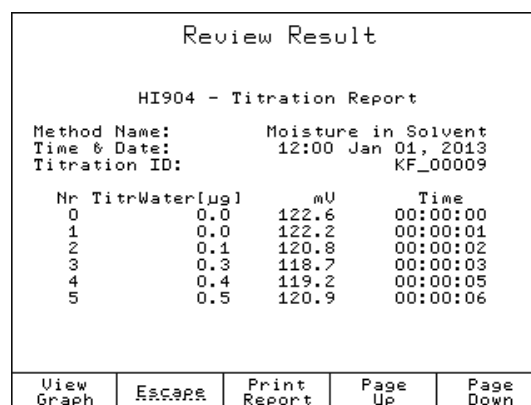 Review Result
HI904 - Titration Report
Method Name: Moisture in Solvent
Time & Date: 12:00 Jan 01, 2013
Titration ID: KF_00009
Nr TitrWater[µg] mV Time
0 0.0 122.6 00:00:00
1 0.0 122.2 00:00:01
2 0.1 120.8 00:00:02
3 0.3 118.7 00:00:03
4 0.4 119.2 00:00:05
5 0.5 120.9 00:00:06
View Graph Escape Print Report Page Up Page Down